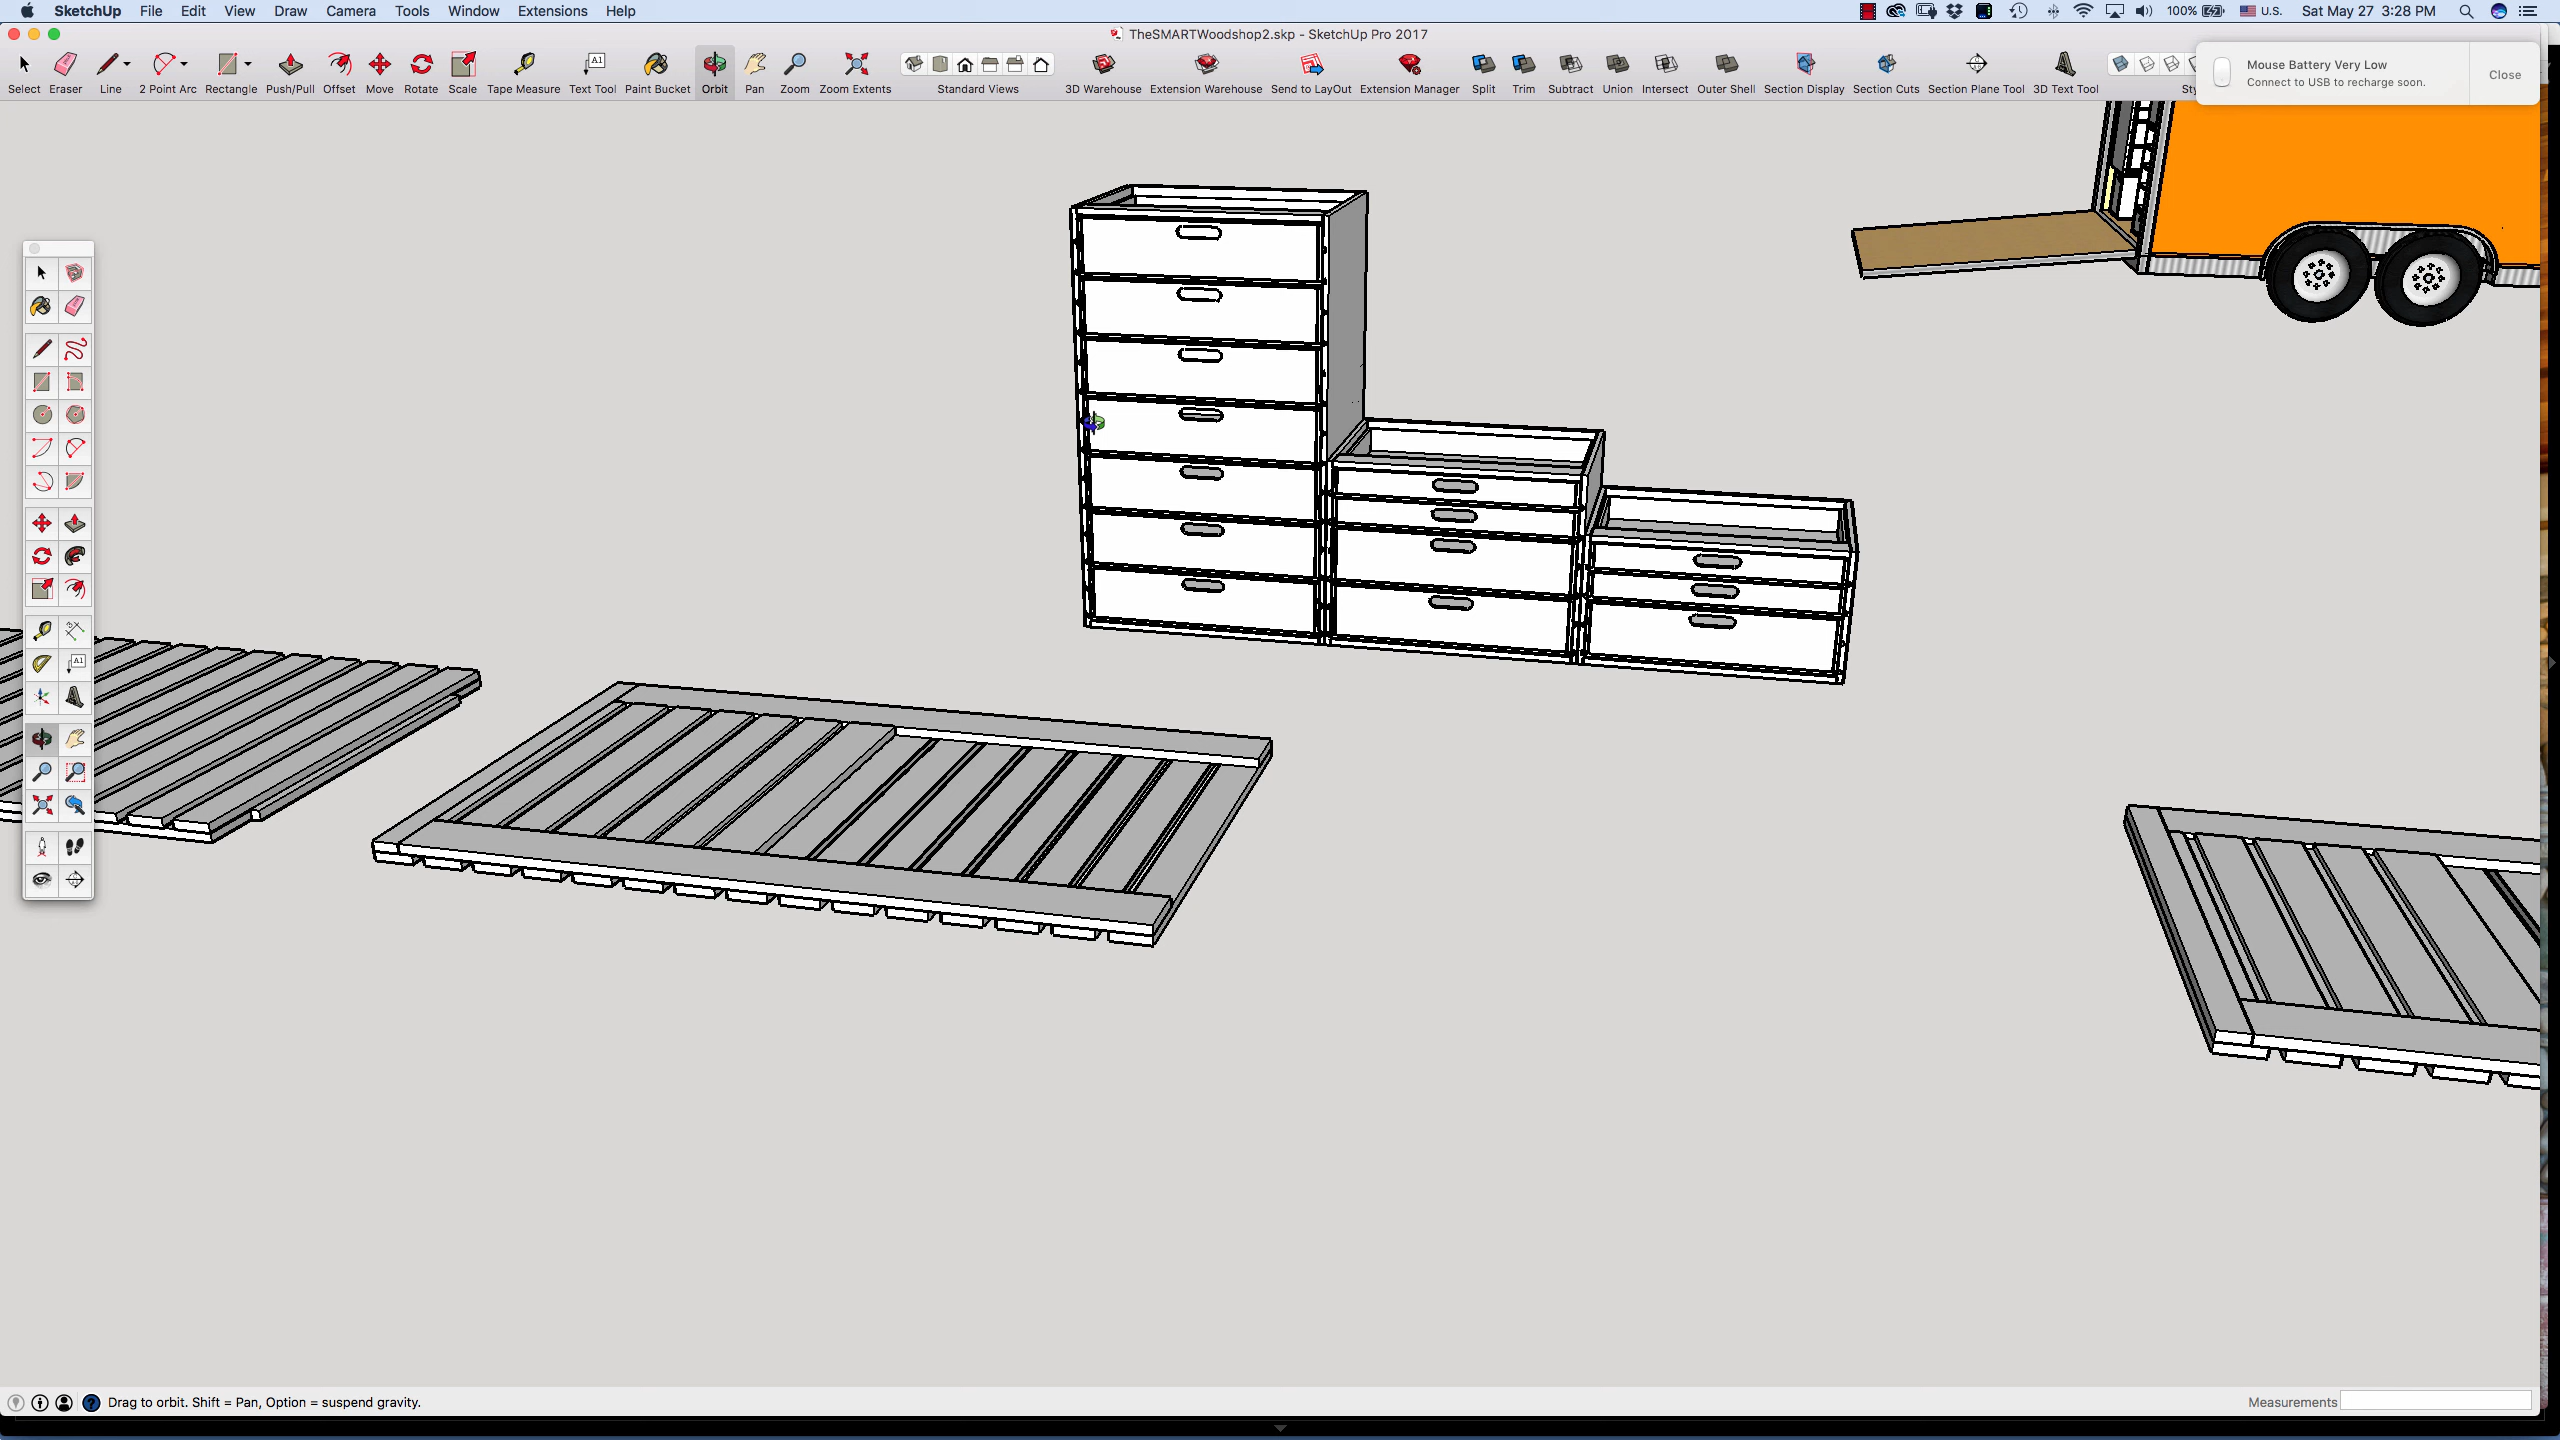 SketchUp File Edit View Draw Camera Tools Window Extensions Help
100% U.S. Sat May 27 3:28 PM
TheSMARTWoodshop2.skp - SketchUp Pro 2017
Select Eraser Line 2 Point Arc Rectangle Push/Pull Offset Move Rotate Scale Tape Measure Text Tool Paint Bucket Orbit Pan Zoom Zoom Extents Standard Views 3D Warehouse Extension Warehouse Send to LayOut Extension Manager Split Trim Subtract Union Intersect Outer Shell Section Display Section Cuts Section Plane Tool 3D Text Tool
Mouse Battery Very Low
Connect to USB to recharge soon.
Close
Drag to orbit. Shift = Pan, Option = suspend gravity.
Measurements